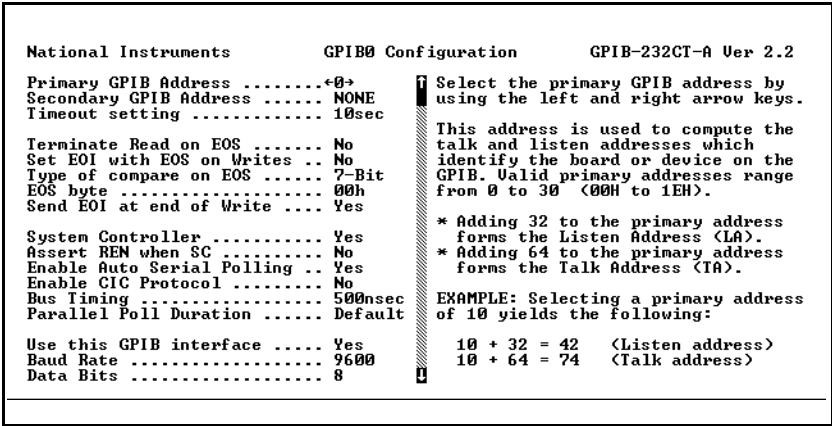 National Instruments GPIB0 Configuration GPIB-232CT-A Ver 2.2
Primary GPIB Address ........←0→
Secondary GPIB Address ...... NONE
Timeout setting ............. 10sec
Terminate Read on EOS ....... No
Set EOI with EOS on Writes .. No
Type of compare on EOS ...... 7-Bit
EOS byte .................... 00h
Send EOI at end of Write .... Yes
System Controller ........... Yes
Assert REN when SC .......... No
Enable Auto Serial Polling .. Yes
Enable CIC Protocol ......... No
Bus Timing .................. 500nsec
Parallel Poll Duration ...... Default
Use this GPIB interface ..... Yes
Baud Rate ................... 9600
Data Bits ................... 8
Select the primary GPIB address by
using the left and right arrow keys.
This address is used to compute the
talk and listen addresses which
identify the board or device on the
GPIB. Valid primary addresses range
from 0 to 30 (00H to 1EH).
* Adding 32 to the primary address
forms the Listen Address (LA).
* Adding 64 to the primary address
forms the Talk Address (TA).
EXAMPLE: Selecting a primary address
of 10 yields the following:
10 + 32 = 42 (Listen address)
10 + 64 = 74 (Talk address)